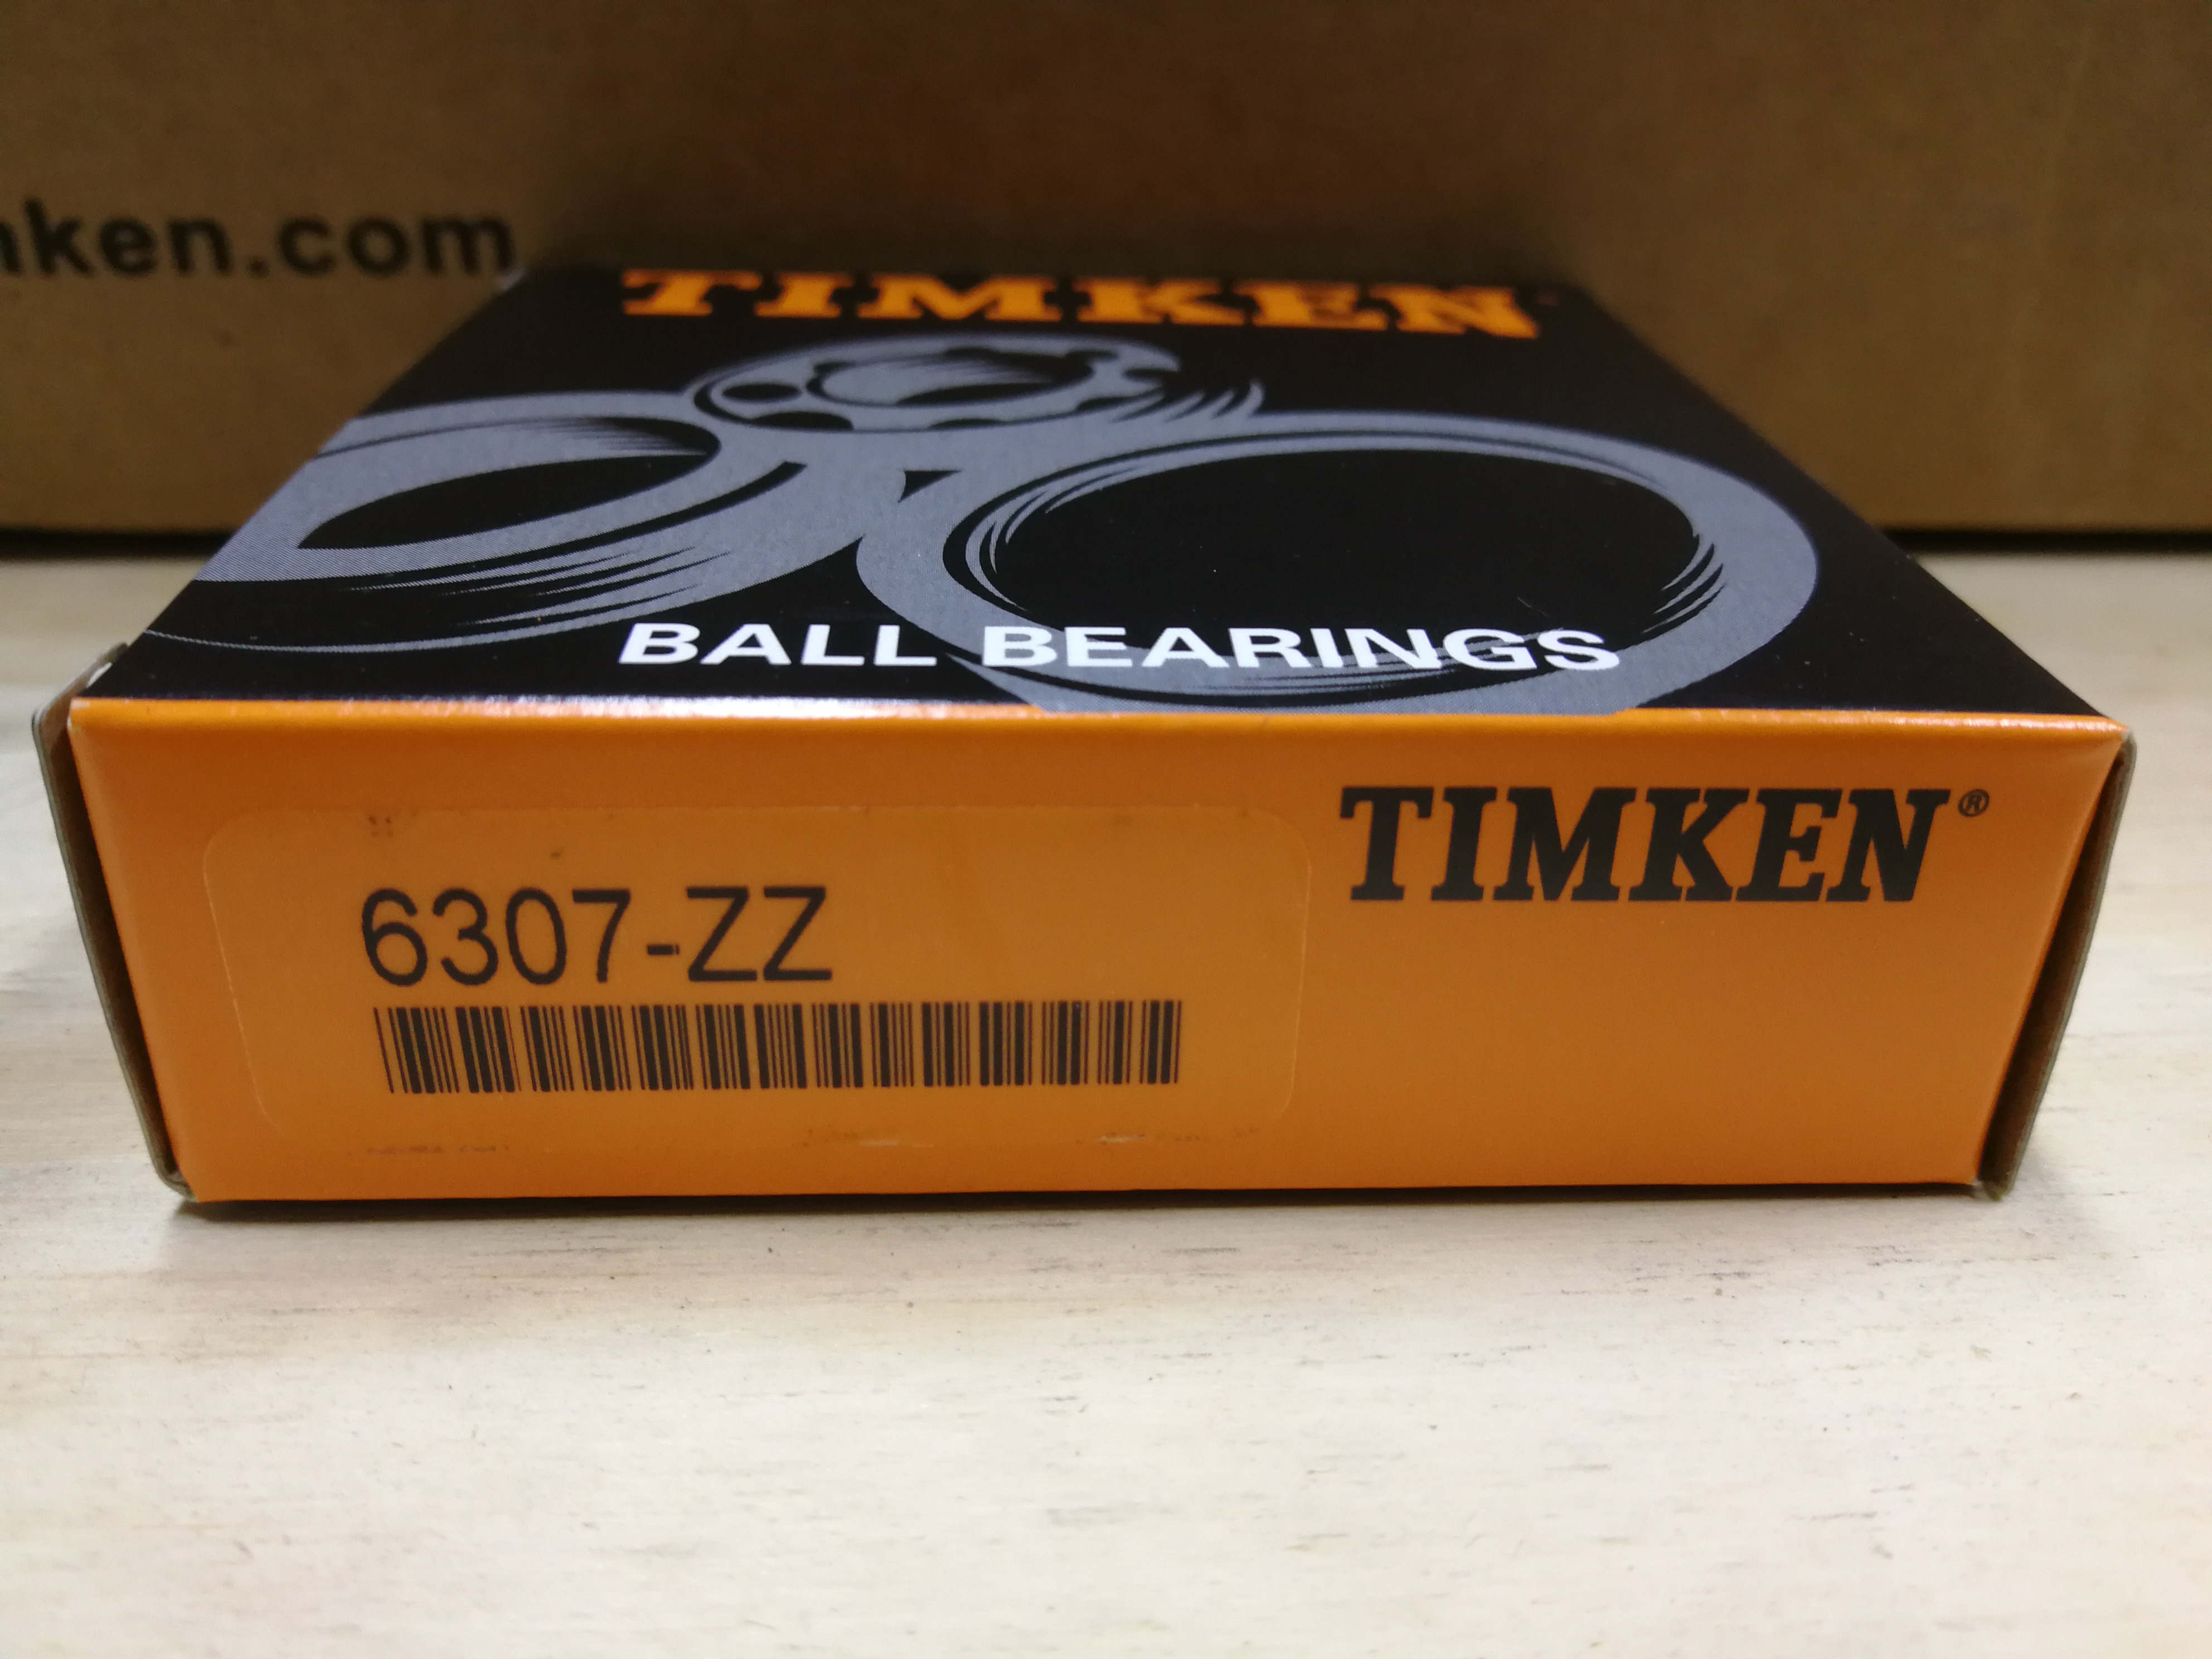 nken.com
TIMKEN
BALL BEARINGS
TIMKEN®
6307-ZZ